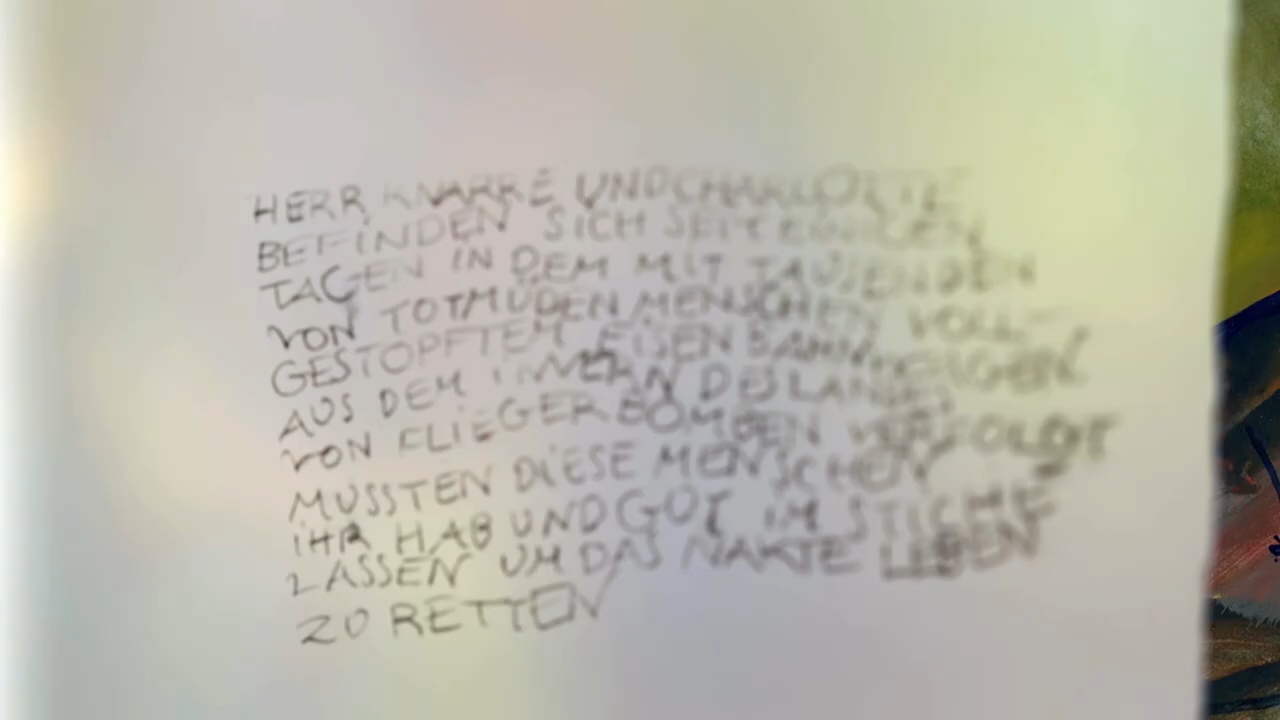 HERR KNARRE UND CHARLOTTE
BEFINDEN SICH SEIT EINIGEN
TAGEN IN DEM MIT TAUSENDEN
VON TOTMÜDEN MENSCHEN VOLL-
GESTOPFTEM EISENBAHNWAGEN.
AUS DEM INNERN DES LANDES
VON FLIEGERBOMBEN VERFOLGT
MUSSTEN DIESE MENSCHEN
IHR HAB UND GUT IM STICHE
LASSEN UM DAS NAKTE LEBEN
ZU RETTEN